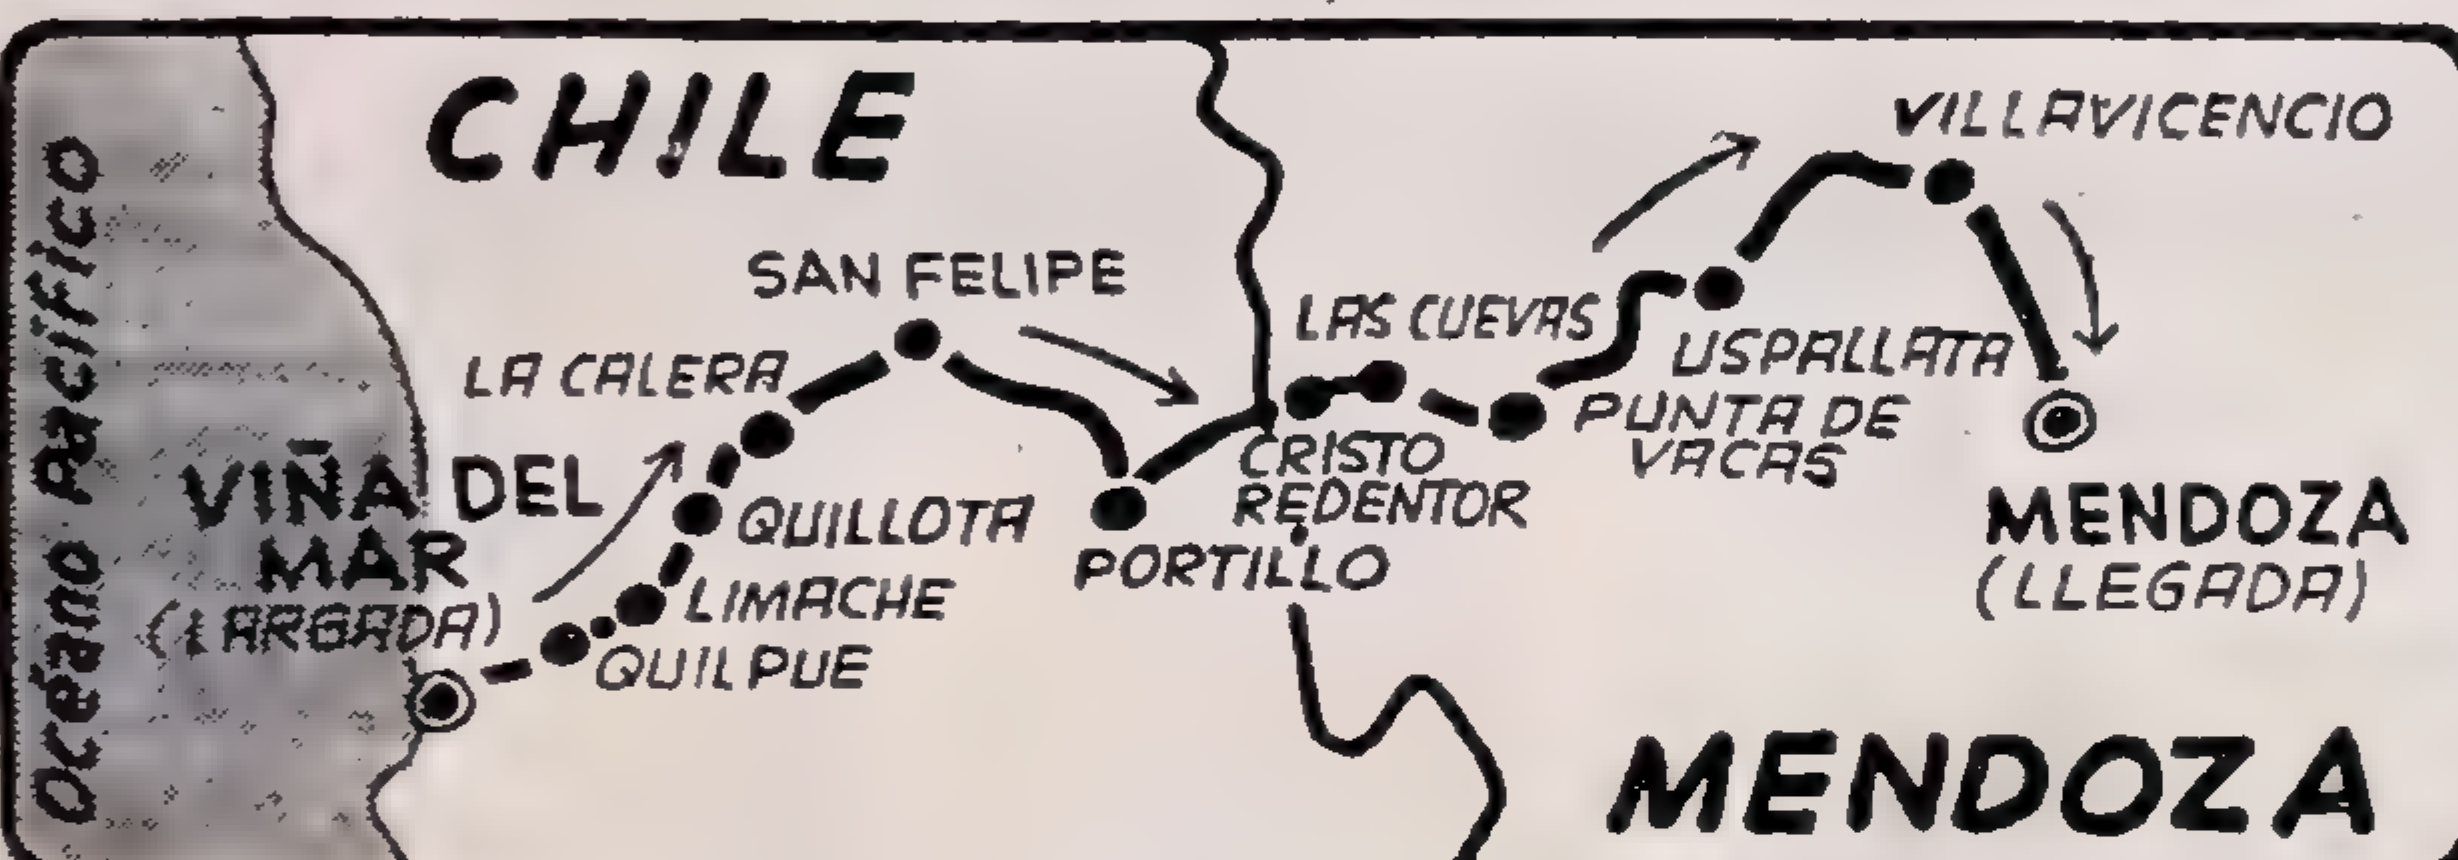 CHILE
VILLAVICENCIO
Océano Pacífico
SAN FELIPE
LAS CUEVAS
LA CALERA
USPALLATA
PUNTA DE
VACAS
CRISTO
REDENTOR
VIÑA DEL
MAR
(LARGADA)
QUILLOTA
PORTILLO
MENDOZA
(LLEGADA)
LIMACHE
QUILPUE
MENDOZA